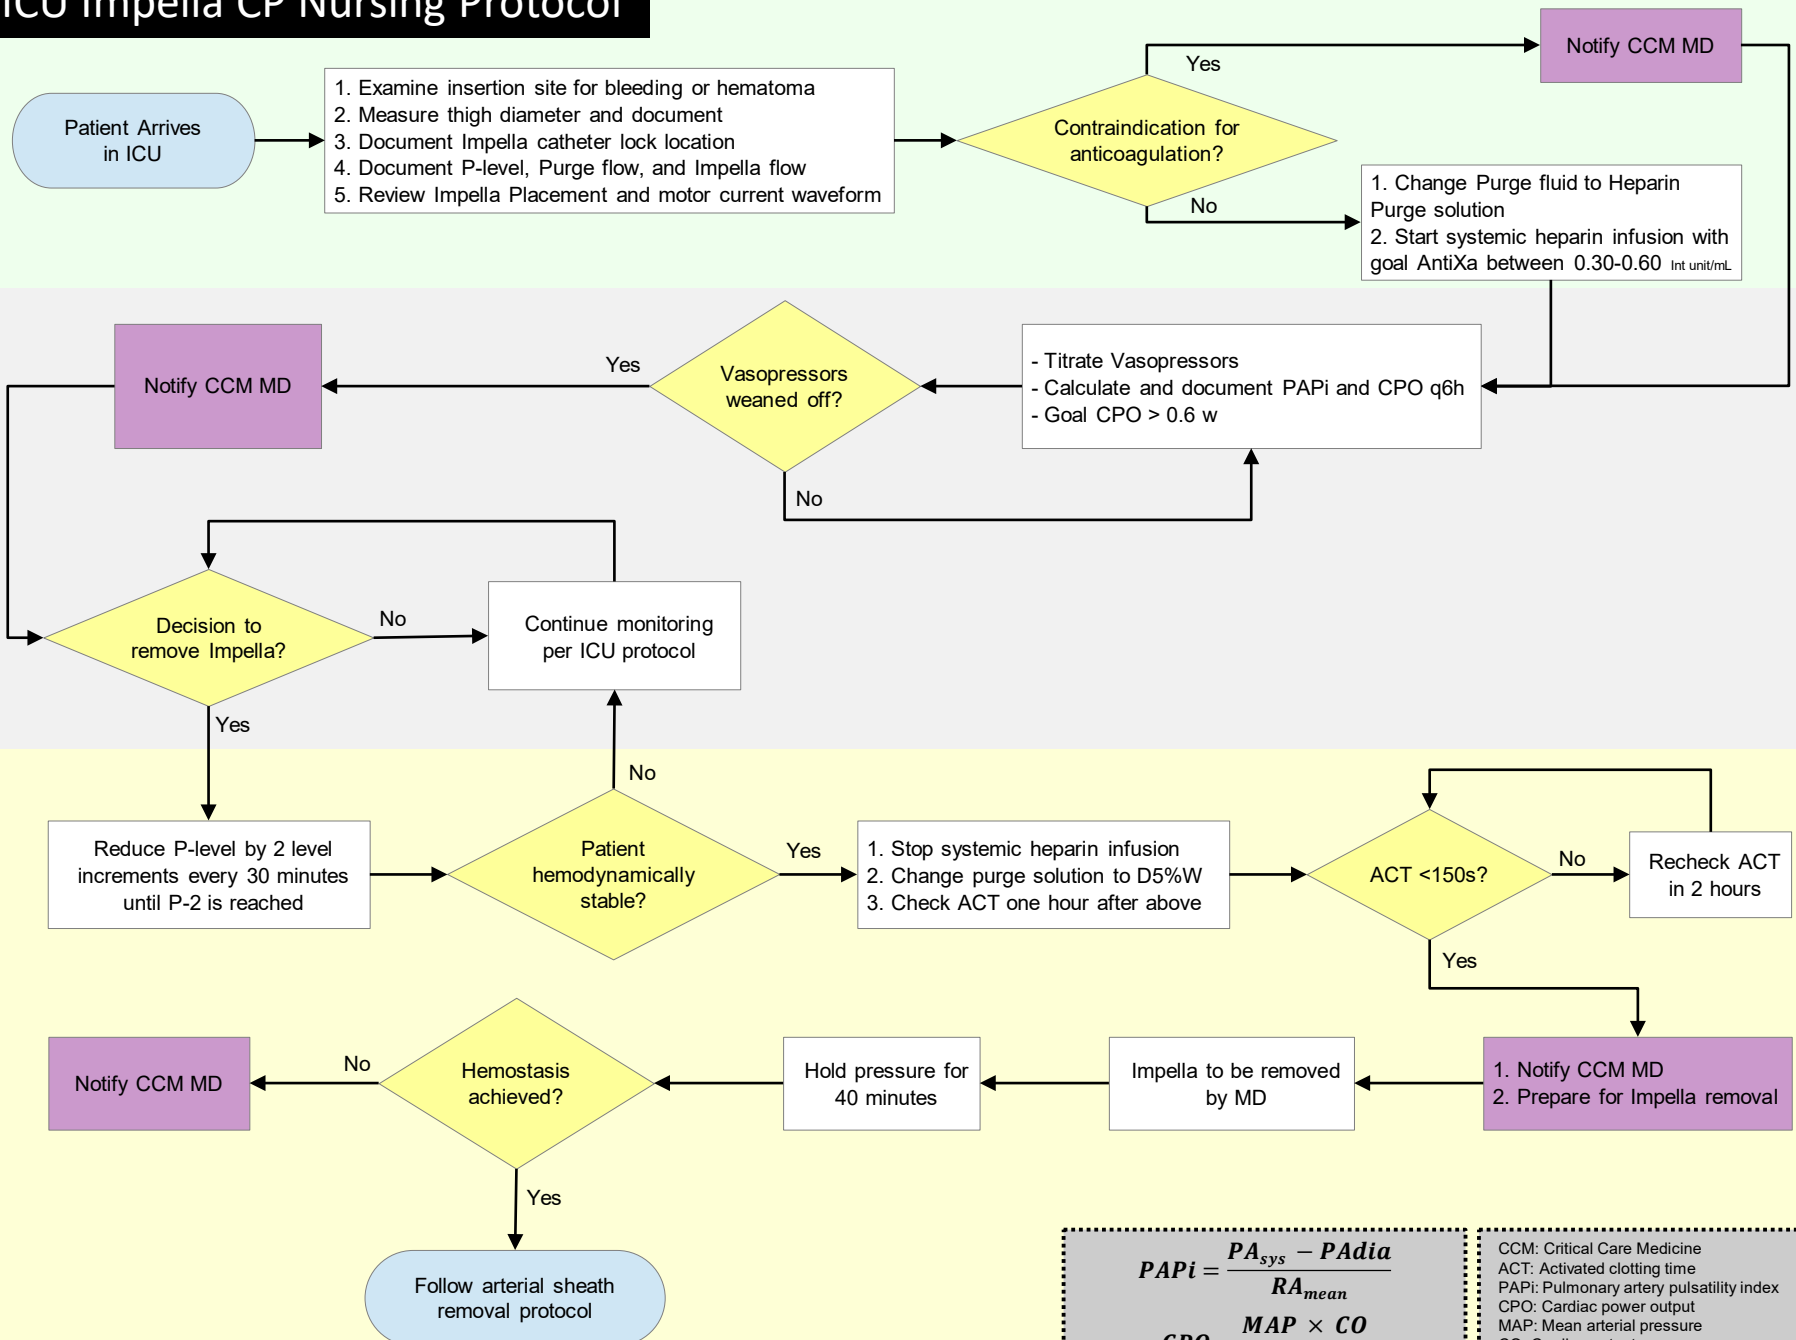 ICU Impella CP Nursing Protocol
Patient Arrives
in ICU
1. Examine insertion site for bleeding or hematoma
2. Measure thigh diameter and document
3. Document Impella catheter lock location
4. Document P-level, Purge flow, and Impella flow
5. Review Impella Placement and motor current waveform
Contraindication for
anticoagulation?
Yes
Notify CCM MD
No
1. Change Purge fluid to Heparin
Purge solution
2. Start systemic heparin infusion with
goal AntiXa between 0.30-0.60 Int unit/mL
- Titrate Vasopressors
- Calculate and document PAPi and CPO q6h
- Goal CPO > 0.6 w
Vasopressors
weaned off?
Yes
No
Notify CCM MD
Decision to
remove Impella?
No
Continue monitoring
per ICU protocol
Yes
Reduce P-level by 2 level
increments every 30 minutes
until P-2 is reached
Patient
hemodynamically
stable?
No
Yes
1. Stop systemic heparin infusion
2. Change purge solution to D5%W
3. Check ACT one hour after above
ACT <150s?
No
Recheck ACT
in 2 hours
Yes
1. Notify CCM MD
2. Prepare for Impella removal
Impella to be removed
by MD
Hold pressure for
40 minutes
Hemostasis
achieved?
No
Notify CCM MD
Yes
Follow arterial sheath
removal protocol
PAPi = (PAsys − PAdia) / RAmean
MAP × CO
CCM: Critical Care Medicine
ACT: Activated clotting time
PAPi: Pulmonary artery pulsatility index
CPO: Cardiac power output
MAP: Mean arterial pressure